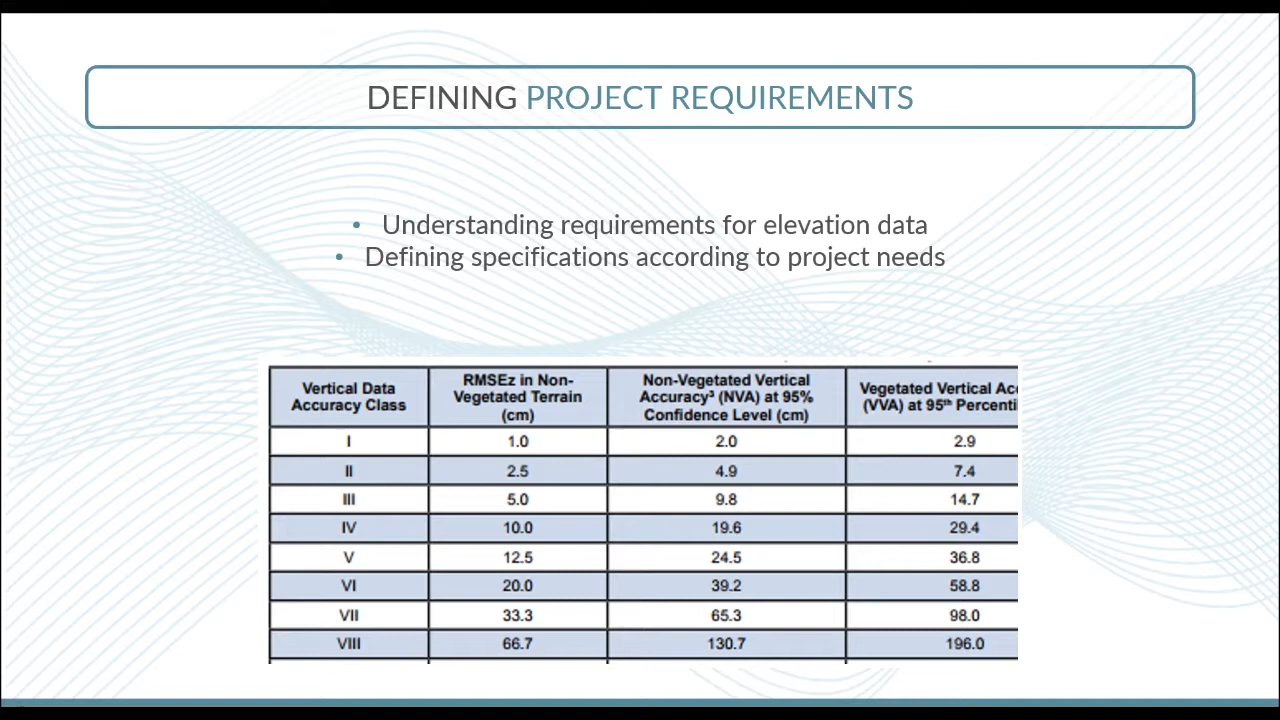 DEFINING PROJECT REQUIREMENTS
• Understanding requirements for elevation data
• Defining specifications according to project needs
Vertical Data Accuracy Class | RMSEz in Non-Vegetated Terrain (cm) | Non-Vegetated Vertical Accuracy³ (NVA) at 95% Confidence Level (cm) | Vegetated Vertical Acc (VVA) at 95th Percenti
I 1.0 2.0 2.9
II 2.5 4.9 7.4
III 5.0 9.8 14.7
IV 10.0 19.6 29.4
V 12.5 24.5 36.8
VI 20.0 39.2 58.8
VII 33.3 65.3 98.0
VIII 66.7 130.7 196.0